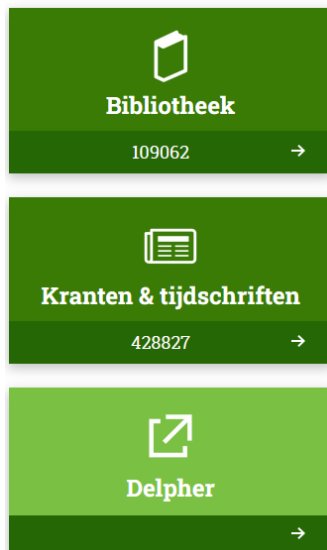 Bibliotheek
109062
Kranten & tijdschriften
428827
Delpher